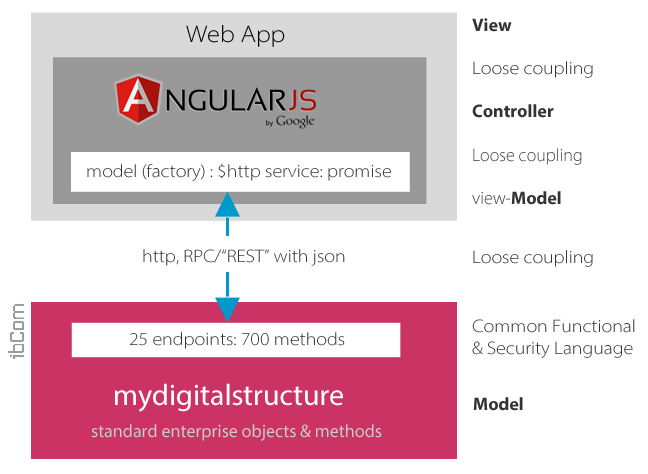 Web App
View
Loose coupling
ANGULARJS
by Google
Controller
model (factory) : $http service: promise
Loose coupling
view-Model
http, RPC/“REST” with json
Loose coupling
ibCom
25 endpoints: 700 methods
Common Functional
& Security Language
mydigitalstructure
Model
standard enterprise objects & methods